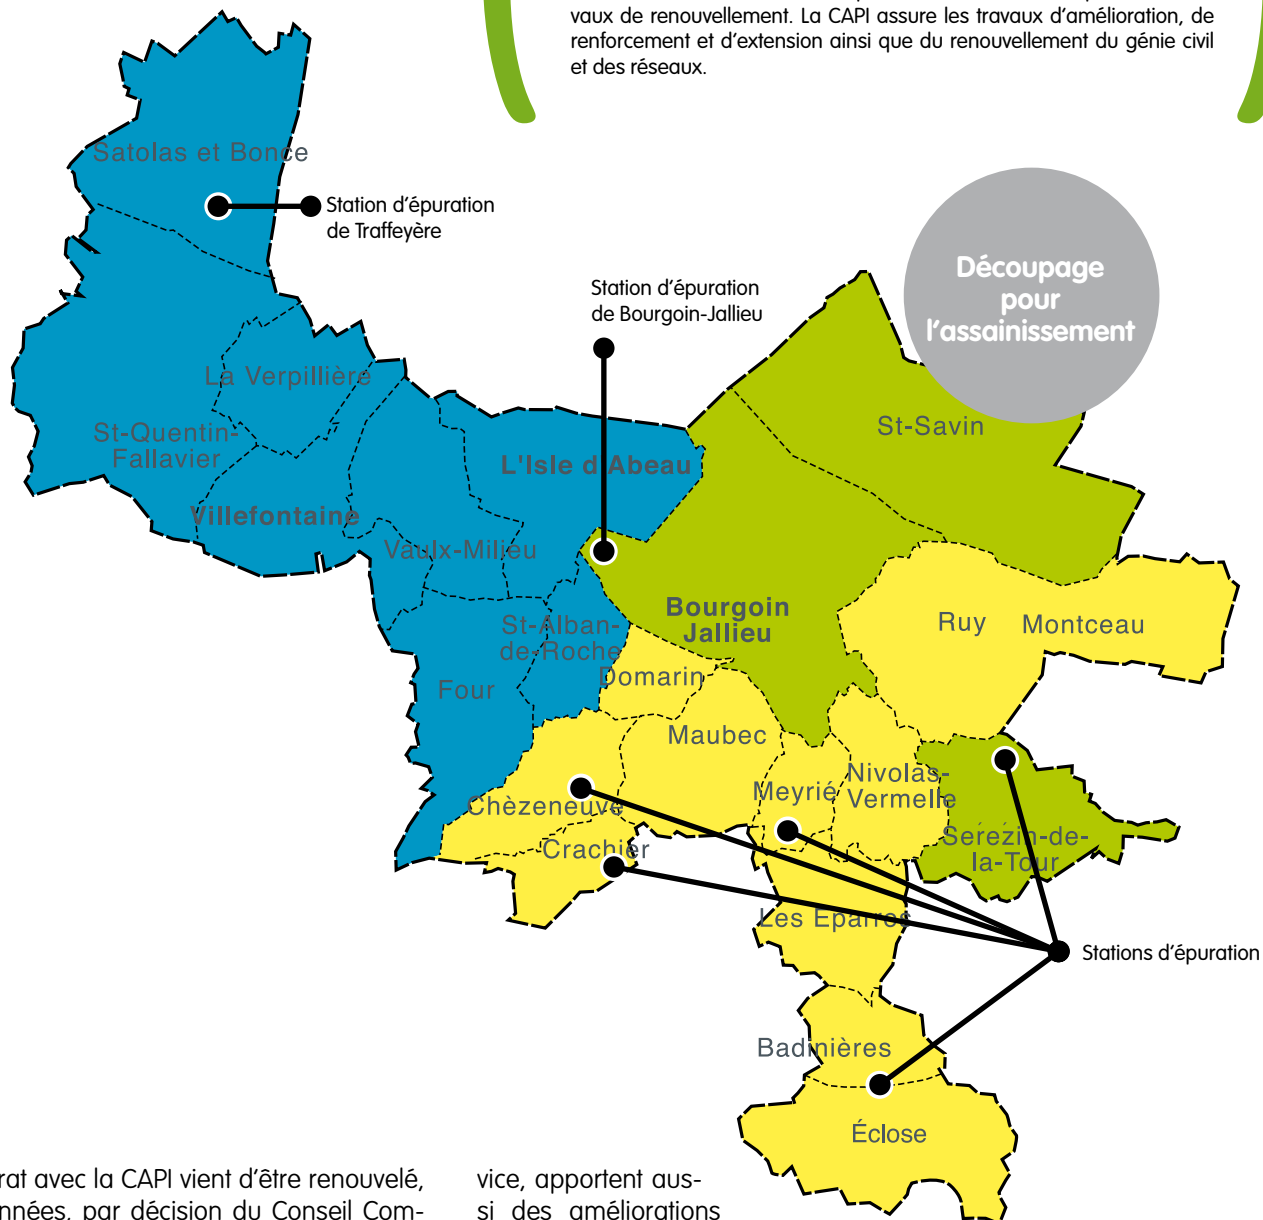 vaux de renouvellement. La CAPI assure les travaux d'amélioration, de
renforcement et d'extension ainsi que du renouvellement du génie civil
et des réseaux.
Satolas et Bonce
Station d'épuration
de Traffeyère
Découpage
pour
l'assainissement
Station d'épuration
de Bourgoin-Jallieu
La Verpillière
St-Quentin-
Fallavier
St-Savin
L'Isle d'Abeau
Villefontaine
Vaulx-Milieu
Bourgoin
Jallieu
St-Alban-
de-Roche
Ruy
Montceau
Domarin
Four
Maubec
Nivolas-
Vermelle
Meyrié
Chèzeneuve
Serezin-de-
la-Tour
Crachier
Les Eparres
Stations d'épuration
Badinières
Éclose
rat avec la CAPI vient d'être renouvelé,
nnées, par décision du Conseil Com-
vice, apportent aus-
si des améliorations